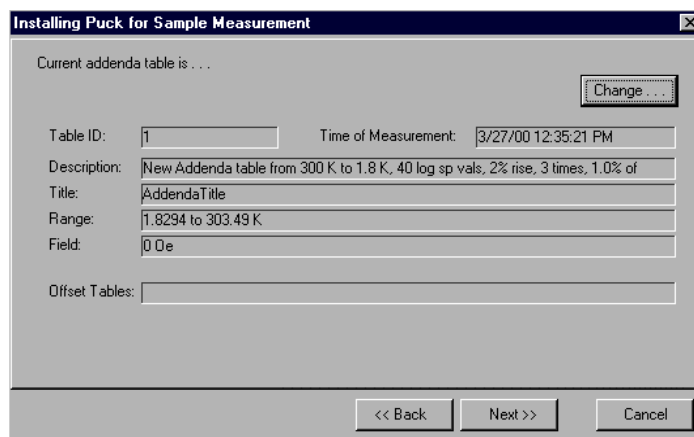 Installing Puck for Sample Measurement
Current addenda table is . . .
Change . . .
Table ID: 1 Time of Measurement: 3/27/00 12:35:21 PM
Description: New Addenda table from 300 K to 1.8 K, 40 log sp vals, 2% rise, 3 times, 1.0% of
Title: AddendaTitle
Range: 1.8294 to 303.49 K
Field: 0 Oe
Offset Tables:
<< Back Next >> Cancel